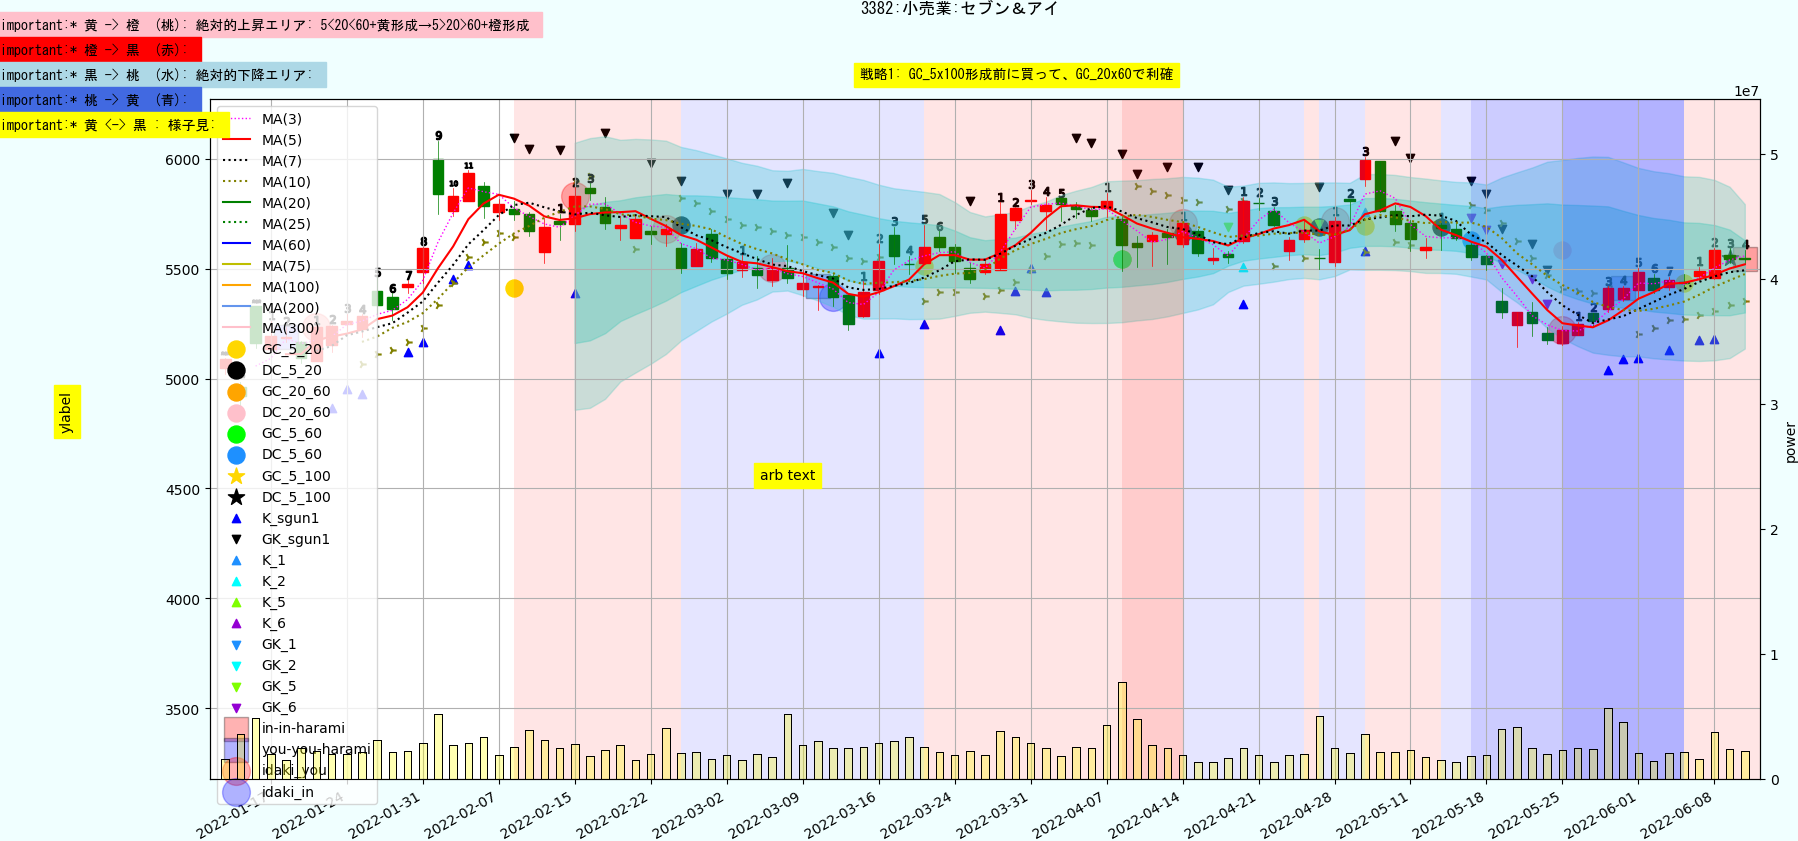 3382:小売業:セブン＆アイ
important:* 黄 -> 橙 （桃）: 絶対的上昇エリア: 5<20<60+黄形成→5>20>60+橙形成
important:* 橙 -> 黒 （赤）:
important:* 黒 -> 桃 （水）: 絶対的下降エリア:
戦略1: GC_5x100形成前に買って、GC_20x60で利確
important:* 桃 -> 黄 （青）:
important:* 黄 <-> 黒 : 様子見:
1e7
MA(3)
MA(5)
MA(7)
MA(10)
MA(20)
MA(25)
MA(60)
MA(75)
MA(100)
MA(200)
MA(300)
GC_5_20
DC_5_20
GC_20_60
DC_20_60
GC_5_60
DC_5_60
GC_5_100
DC_5_100
K_sgun1
GK_sgun1
K_1
K_2
K_5
K_6
GK_1
GK_2
GK_5
GK_6
in-in-harami
you-you-harami
idaki_you
idaki_in
6000
5500
5000
4500
4000
3500
ylabel
arb text
5
4
3
2
1
0
power
2022-01-17
2022-01-24
2022-01-31
2022-02-07
2022-02-15
2022-02-22
2022-03-02
2022-03-09
2022-03-16
2022-03-24
2022-03-31
2022-04-07
2022-04-14
2022-04-21
2022-04-28
2022-05-11
2022-05-18
2022-05-25
2022-06-01
2022-06-08